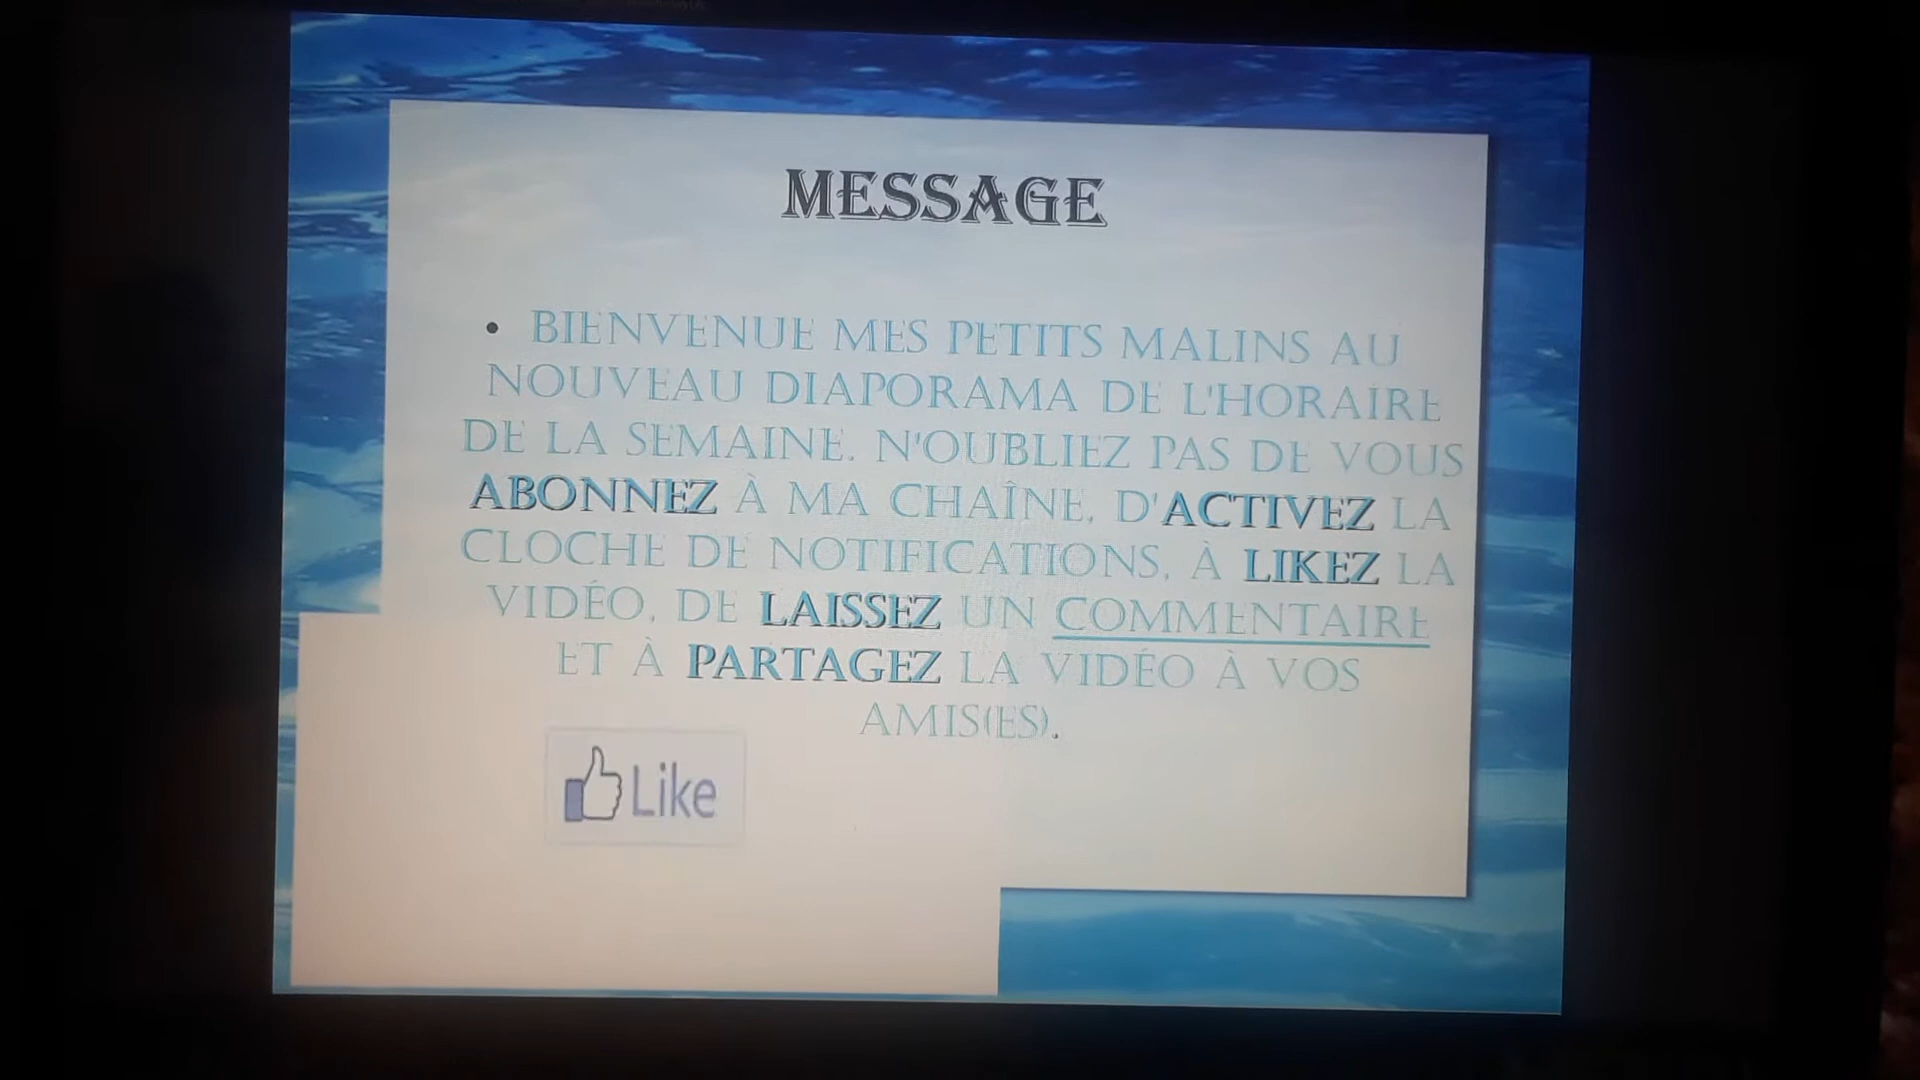 MESSAGE
• BIENVENUE MES PETITS MALINS AU
NOUVEAU DIAPORAMA DE L'HORAIRE
DE LA SEMAINE. N'OUBLIEZ PAS DE VOUS
ABONNEZ À MA CHAÎNE, D'ACTIVEZ LA
CLOCHE DE NOTIFICATIONS, À LIKEZ LA
VIDÉO, DE LAISSEZ UN COMMENTAIRE
ET À PARTAGEZ LA VIDÉO À VOS
AMIS(ES).
Like